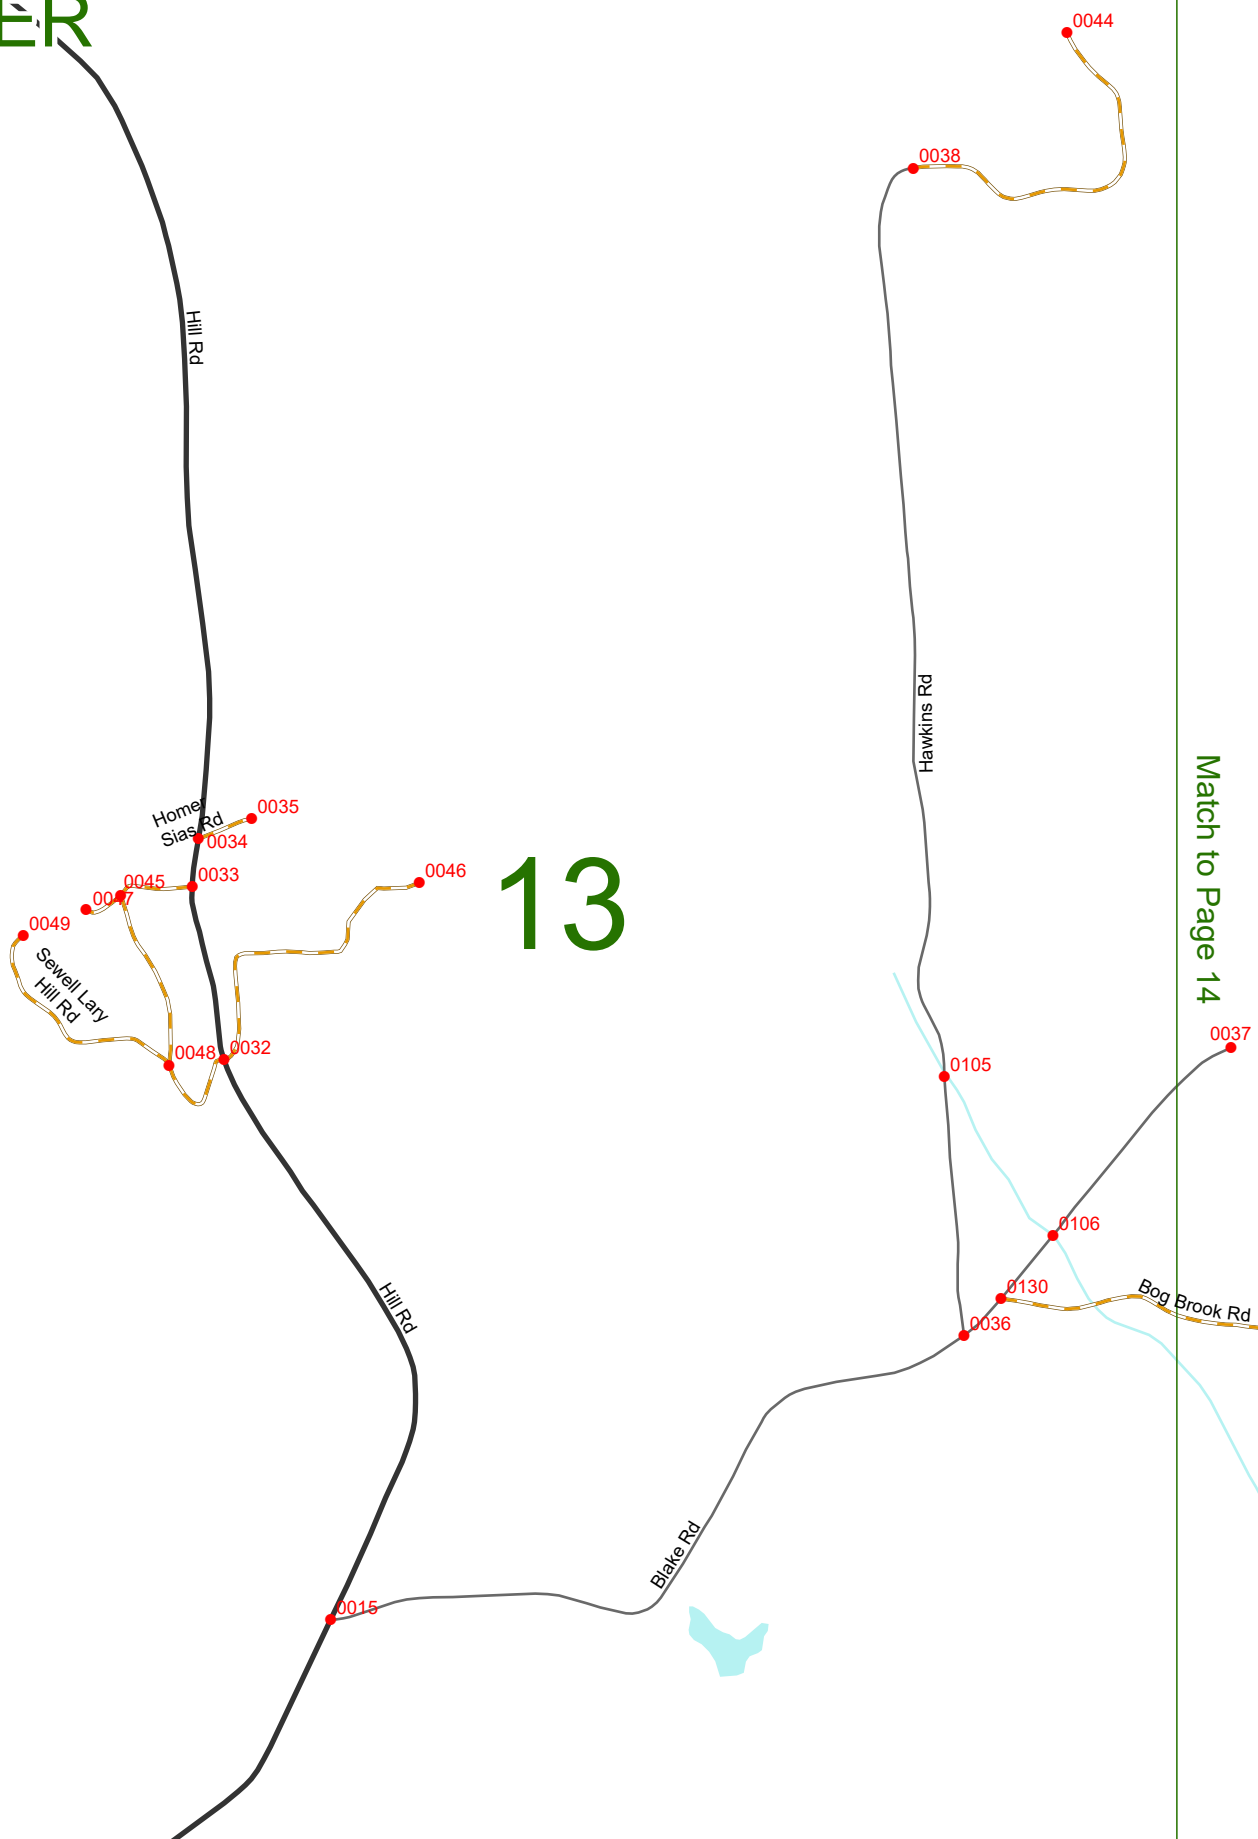 ER
0044
0038
Hill Rd
Hawkins Rd
Match to Page 14
Homer
Sias Rd
0035
0034
0033
0046
13
0045
0047
0049
Sewell Lary
Hill Rd
0048
0032
0037
0105
0106
0130
Bog Brook Rd
0036
Hill Rd
Blake Rd
0015